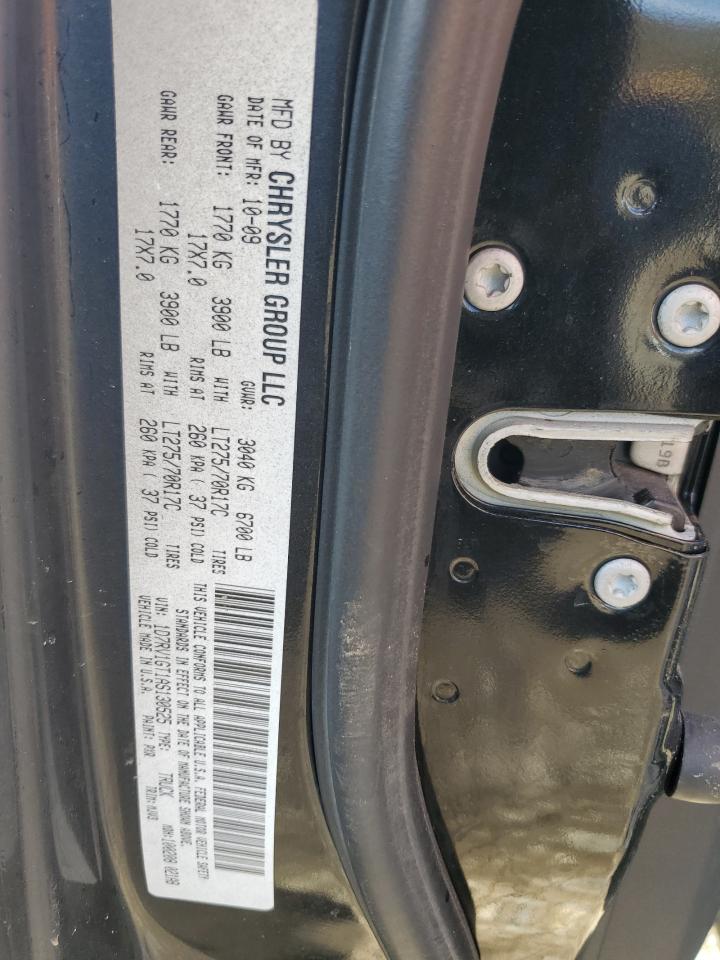 MFD BY CHRYSLER GROUP LLC
DATE OF MFR: 10-09 GVWR: 3040 KG 6700 LB
GAWR FRONT: 1770 KG 3900 LB WITH LT275/70R17C TIRES
17X7.0 RIMS AT 260 KPA ( 37 PSI) COLD
GAWR REAR: 1770 KG 3900 LB WITH LT275/70R17C TIRES
17X7.0 RIMS AT 260 KPA ( 37 PSI) COLD
THIS VEHICLE CONFORMS TO ALL APPLICABLE U.S.A. FEDERAL MOTOR VEHICLE SAFETY
STANDARDS IN EFFECT ON THE DATE OF MANUFACTURE SHOWN ABOVE.
VIN: 1D7RV1GT1AS130525 TYPE: TRUCK
VEHICLE MADE IN U.S.A. PAINT: PXR